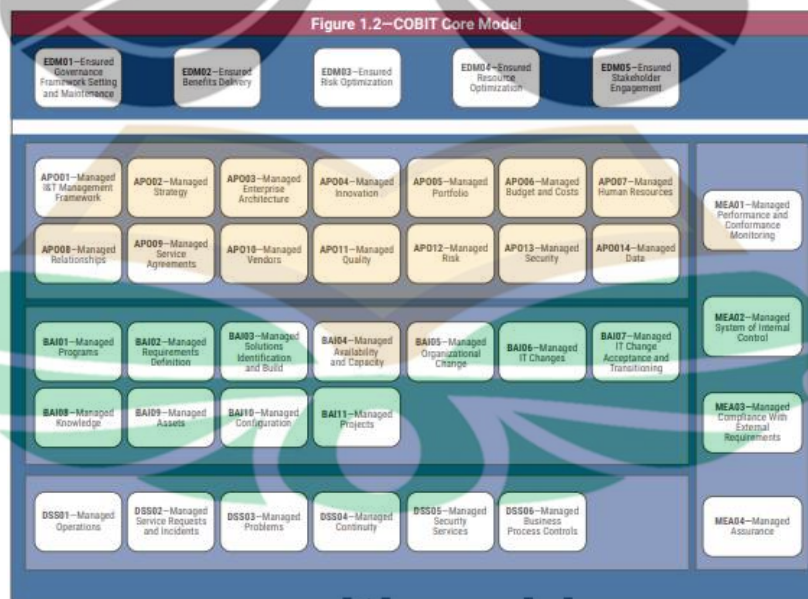 Figure 1.2—COBIT Core Model
EDM01—Ensured
Governance
Framework Setting
and Maintenance
EDM02—Ensured
Benefits Delivery
EDM03—Ensured
Risk Optimization
EDM04—Ensured
Resource
Optimization
EDM05—Ensured
Stakeholder
Engagement
APO01—Managed
I&T Management
Framework
APO02—Managed
Strategy
APO03—Managed
Enterprise
Architecture
APO04—Managed
Innovation
APO05—Managed
Portfolio
APO06—Managed
Budget and Costs
APO07—Managed
Human Resources
APO08—Managed
Relationships
APO09—Managed
Service
Agreements
APO10—Managed
Vendors
APO11—Managed
Quality
APO12—Managed
Risk
APO13—Managed
Security
APO014—Managed
Data
BAI01—Managed
Programs
BAI02—Managed
Requirements
Definition
BAI03—Managed
Solutions
Identification
and Build
BAI04—Managed
Availability
and Capacity
BAI05—Managed
Organizational
Change
BAI06—Managed
IT Changes
BAI07—Managed
IT Change
Acceptance and
Transitioning
BAI08—Managed
Knowledge
BAI09—Managed
Assets
BAI10—Managed
Configuration
BAI11—Managed
Projects
DSS01—Managed
Operations
DSS02—Managed
Service Requests
and Incidents
DSS03—Managed
Problems
DSS04—Managed
Continuity
DSS05—Managed
Security
Services
DSS06—Managed
Business
Process Controls
MEA01—Managed
Performance and
Conformance
Monitoring
MEA02—Managed
System of Internal
Control
MEA03—Managed
Compliance With
External
Requirements
MEA04—Managed
Assurance